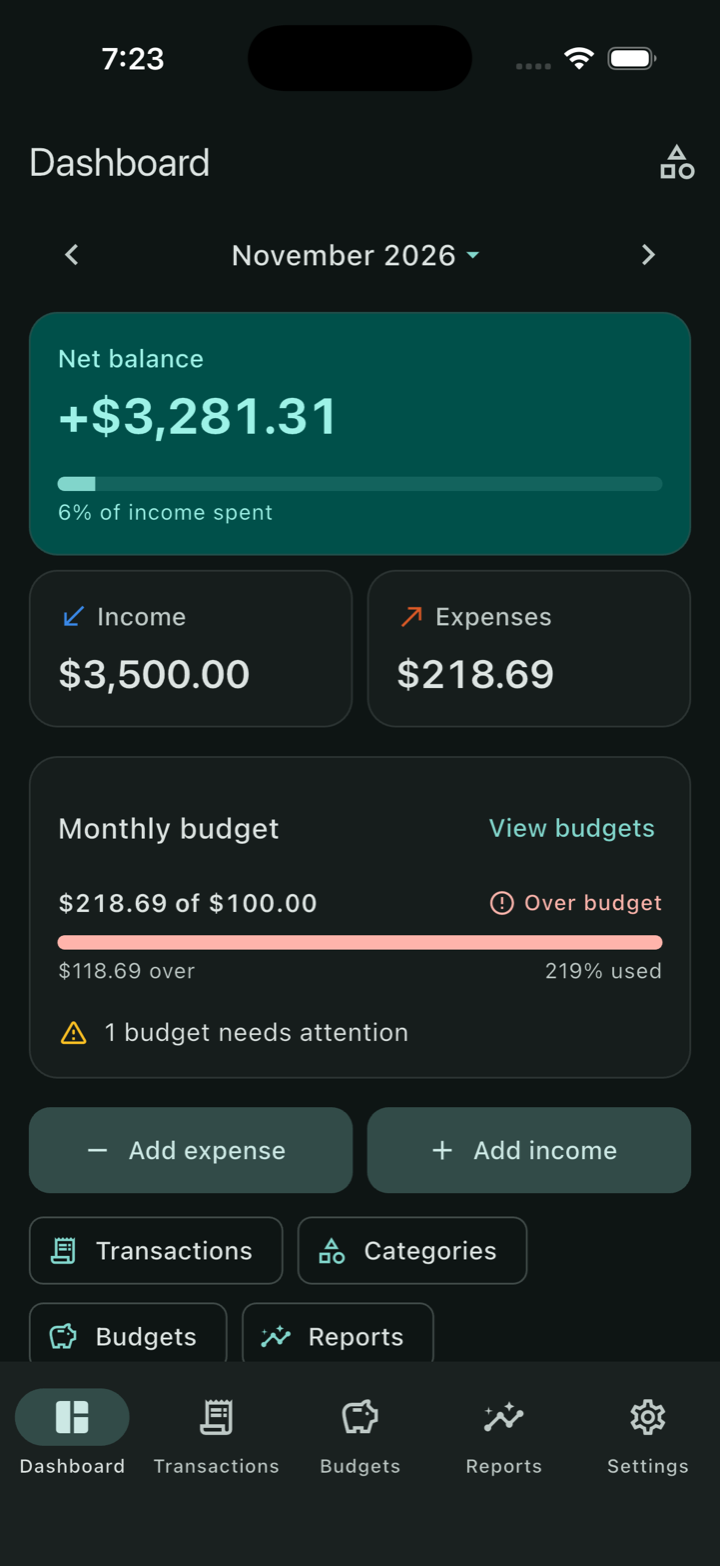 7:23
Dashboard
November 2026
Net balance
+$3,281.31
6% of income spent
Income
$3,500.00
Expenses
$218.69
Monthly budget
View budgets
$218.69 of $100.00
Over budget
$118.69 over
219% used
1 budget needs attention
Add expense
Add income
Transactions
Categories
Budgets
Reports
Dashboard
Transactions
Budgets
Reports
Settings